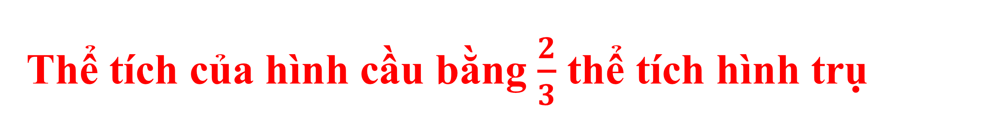 Thể tích của hình cầu bằng 2/3 thể tích hình trụ